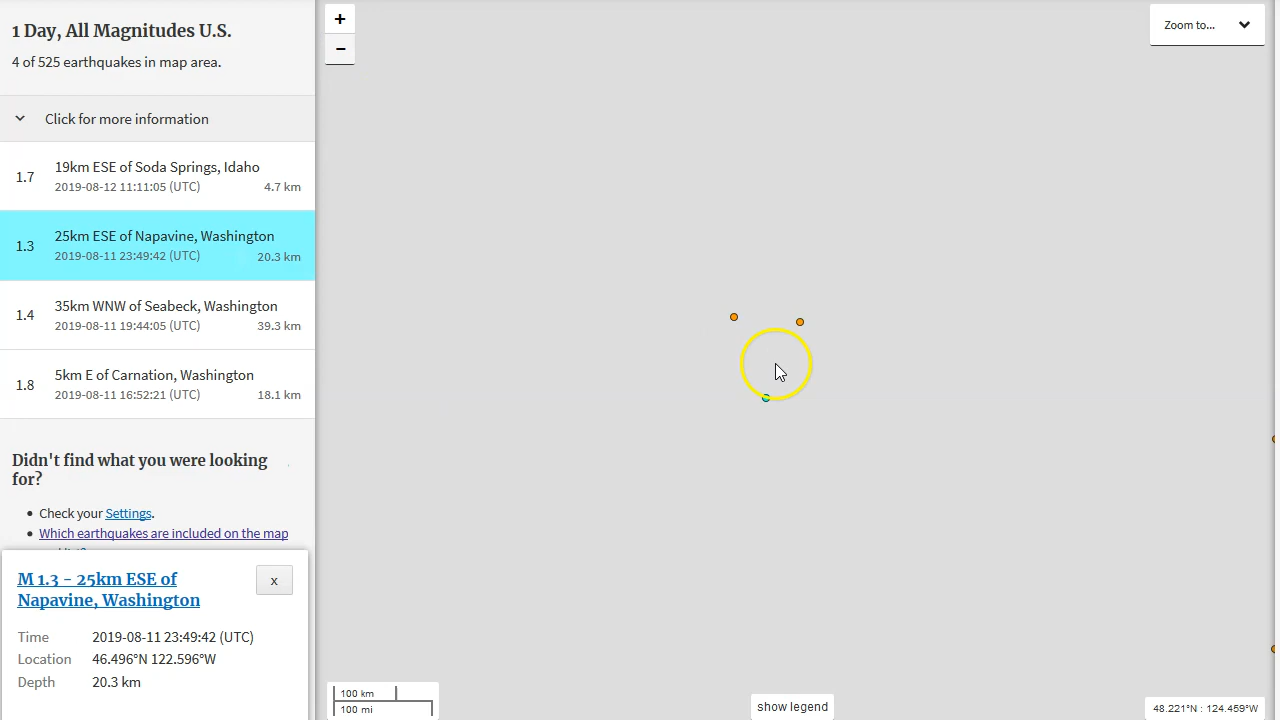 1 Day, All Magnitudes U.S.
4 of 525 earthquakes in map area.
Click for more information
1.7
19km ESE of Soda Springs, Idaho
2019-08-12 11:11:05 (UTC) 4.7 km
1.3
25km ESE of Napavine, Washington
2019-08-11 23:49:42 (UTC) 20.3 km
1.4
35km WNW of Seabeck, Washington
2019-08-11 19:44:05 (UTC) 39.3 km
1.8
5km E of Carnation, Washington
2019-08-11 16:52:21 (UTC) 18.1 km
Didn't find what you were looking
for?
• Check your Settings.
• Which earthquakes are included on the map
M 1.3 - 25km ESE of
Napavine, Washington
x
Time 2019-08-11 23:49:42 (UTC)
Location 46.496°N 122.596°W
Depth 20.3 km
+
−
Zoom to...
100 km
100 mi
show legend
48.221°N : 124.459°W